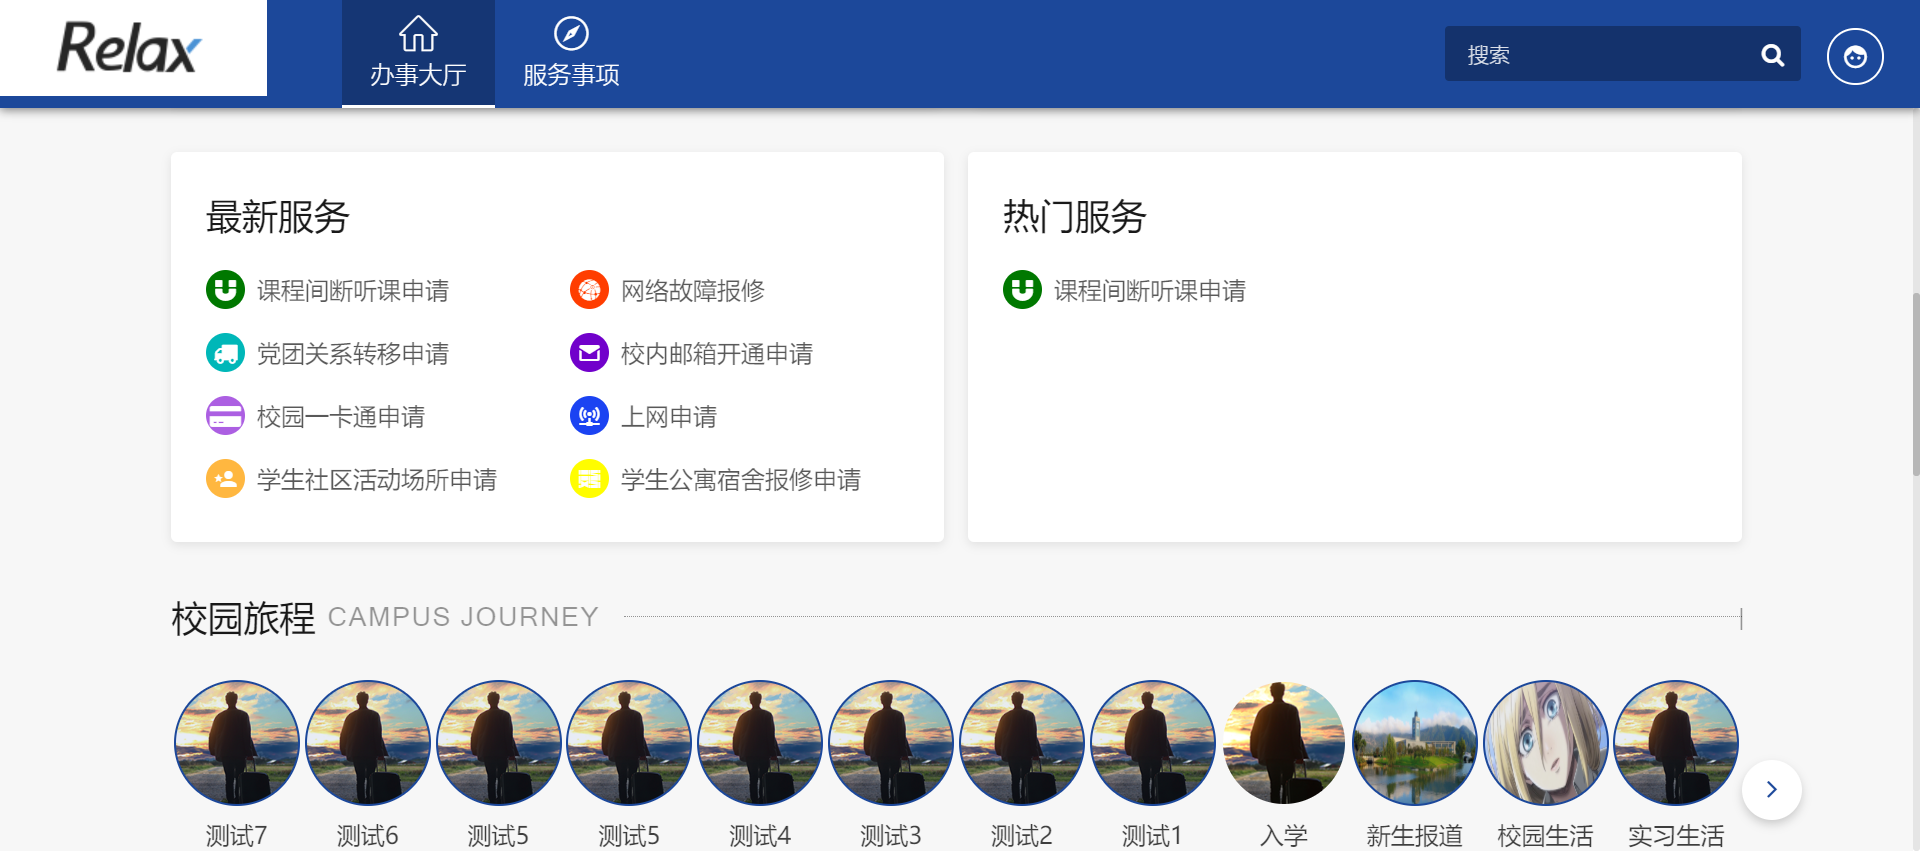 Relax
办事大厅
服务事项
搜索
最新服务
课程间断听课申请
网络故障报修
党团关系转移申请
校内邮箱开通申请
校园一卡通申请
上网申请
学生社区活动场所申请
学生公寓宿舍报修申请
热门服务
课程间断听课申请
校园旅程 CAMPUS JOURNEY
测试7
测试6
测试5
测试5
测试4
测试3
测试2
测试1
入学
新生报道
校园生活
实习生活